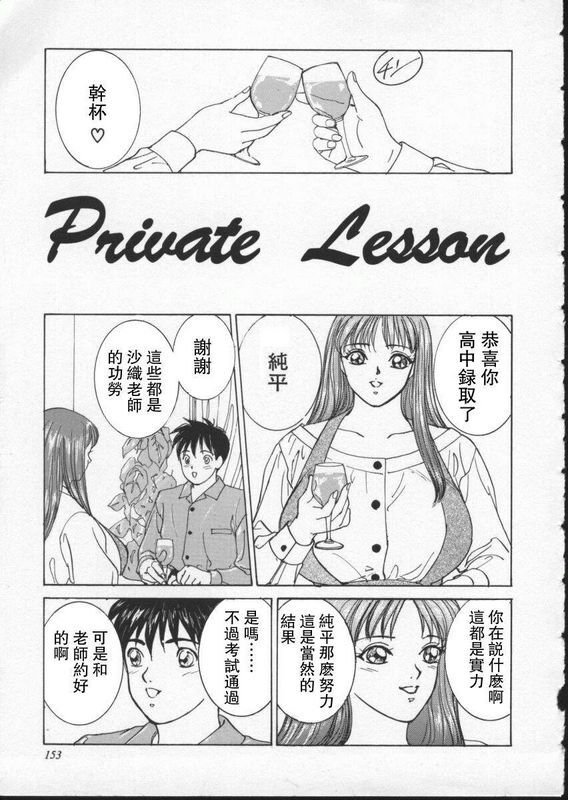 幹杯
♡
チン
Private Lesson
恭喜你
高中録取了
純平
謝謝
這些都是
沙織老師
的功勞
你在説什麼啊
這都是實力
純平那麼努力
這是當然的
結果
是嗎……
不過考試通過
可是和
老師約好
的啊
153